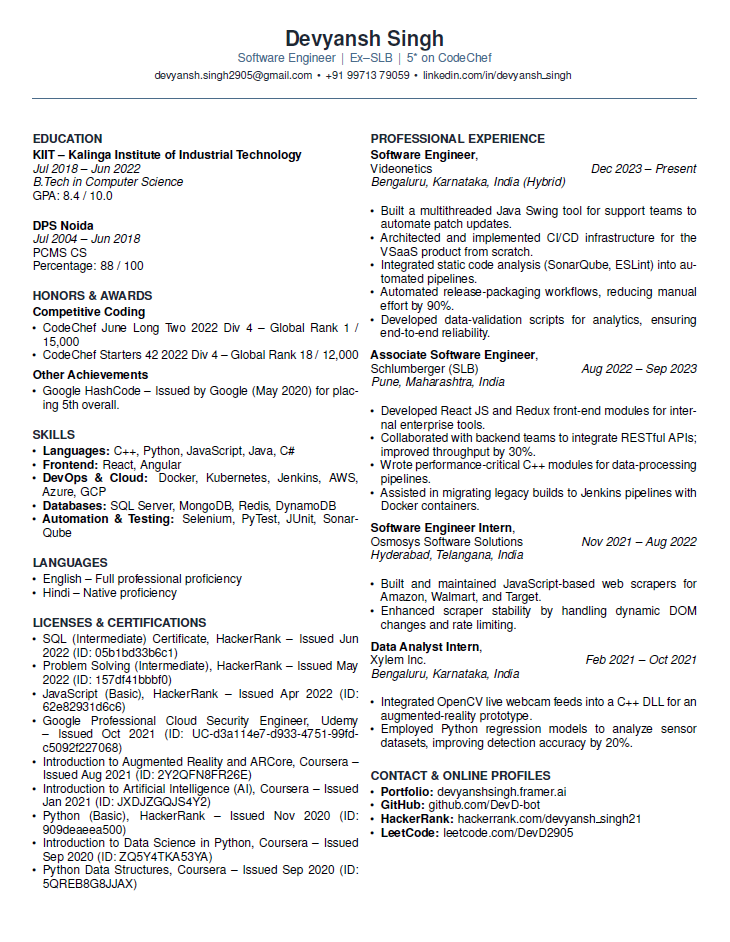 Devyansh Singh
Software Engineer | Ex–SLB | 5* on CodeChef
devyansh.singh2905@gmail.com • +91 99713 79059 • linkedin.com/in/devyansh_singh
EDUCATION
KIIT – Kalinga Institute of Industrial Technology
Jul 2018 – Jun 2022
B.Tech in Computer Science
GPA: 8.4 / 10.0
DPS Noida
Jul 2004 – Jun 2018
PCMS CS
Percentage: 88 / 100
HONORS & AWARDS
Competitive Coding
• CodeChef June Long Two 2022 Div 4 – Global Rank 1 /
15,000
• CodeChef Starters 42 2022 Div 4 – Global Rank 18 / 12,000
Other Achievements
• Google HashCode – Issued by Google (May 2020) for plac-
ing 5th overall.
SKILLS
• Languages: C++, Python, JavaScript, Java, C#
• Frontend: React, Angular
• DevOps & Cloud: Docker, Kubernetes, Jenkins, AWS,
Azure, GCP
• Databases: SQL Server, MongoDB, Redis, DynamoDB
• Automation & Testing: Selenium, PyTest, JUnit, Sonar-
Qube
LANGUAGES
• English – Full professional proficiency
• Hindi – Native proficiency
LICENSES & CERTIFICATIONS
• SQL (Intermediate) Certificate, HackerRank – Issued Jun
2022 (ID: 05b1bd33b6c1)
• Problem Solving (Intermediate), HackerRank – Issued May
2022 (ID: 157df41bbbf0)
• JavaScript (Basic), HackerRank – Issued Apr 2022 (ID:
62e82931d6c6)
• Google Professional Cloud Security Engineer, Udemy
– Issued Oct 2021 (ID: UC-d3a114e7-d933-4751-99fd-
c5092f227068)
• Introduction to Augmented Reality and ARCore, Coursera –
Issued Aug 2021 (ID: 2Y2QFN8FR26E)
• Introduction to Artificial Intelligence (AI), Coursera – Issued
Jan 2021 (ID: JXDJZGQJS4Y2)
• Python (Basic), HackerRank – Issued Nov 2020 (ID:
909deaeea500)
• Introduction to Data Science in Python, Coursera – Issued
Sep 2020 (ID: ZQ5Y4TKA53YA)
• Python Data Structures, Coursera – Issued Sep 2020 (ID:
5QREB8G8JJAX)
PROFESSIONAL EXPERIENCE
Software Engineer,
Videonetics Dec 2023 – Present
Bengaluru, Karnataka, India (Hybrid)
• Built a multithreaded Java Swing tool for support teams to
automate patch updates.
• Architected and implemented CI/CD infrastructure for the
VSaaS product from scratch.
• Integrated static code analysis (SonarQube, ESLint) into au-
tomated pipelines.
• Automated release-packaging workflows, reducing manual
effort by 90%.
• Developed data-validation scripts for analytics, ensuring
end-to-end reliability.
Associate Software Engineer,
Schlumberger (SLB) Aug 2022 – Sep 2023
Pune, Maharashtra, India
• Developed React JS and Redux front-end modules for inter-
nal enterprise tools.
• Collaborated with backend teams to integrate RESTful APIs;
improved throughput by 30%.
• Wrote performance-critical C++ modules for data-processing
pipelines.
• Assisted in migrating legacy builds to Jenkins pipelines with
Docker containers.
Software Engineer Intern,
Osmosys Software Solutions Nov 2021 – Aug 2022
Hyderabad, Telangana, India
• Built and maintained JavaScript-based web scrapers for
Amazon, Walmart, and Target.
• Enhanced scraper stability by handling dynamic DOM
changes and rate limiting.
Data Analyst Intern,
Xylem Inc. Feb 2021 – Oct 2021
Bengaluru, Karnataka, India
• Integrated OpenCV live webcam feeds into a C++ DLL for an
augmented-reality prototype.
• Employed Python regression models to analyze sensor
datasets, improving detection accuracy by 20%.
CONTACT & ONLINE PROFILES
• Portfolio: devyanshsingh.framer.ai
• GitHub: github.com/DevD-bot
• HackerRank: hackerrank.com/devyansh_singh21
• LeetCode: leetcode.com/DevD2905